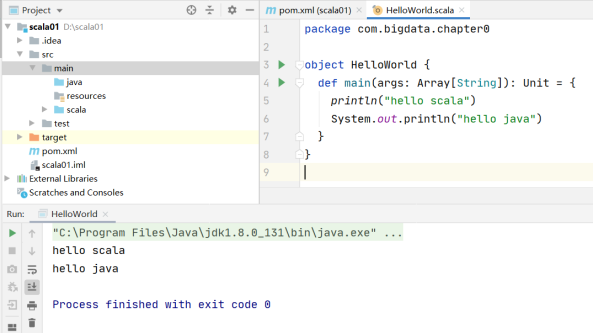 Project
pom.xml (scala01)
HelloWorld.scala
scala01 D:\scala01
.idea
src
main
java
resources
scala
test
target
pom.xml
scala01.iml
External Libraries
Scratches and Consoles
1 package com.bigdata.chapter0
2
3 object HelloWorld {
4 def main(args: Array[String]): Unit = {
5 println("hello scala")
6 System.out.println("hello java")
7 }
8 }
9
Run: HelloWorld
"C:\Program Files\Java\jdk1.8.0_131\bin\java.exe" ...
hello scala
hello java
Process finished with exit code 0